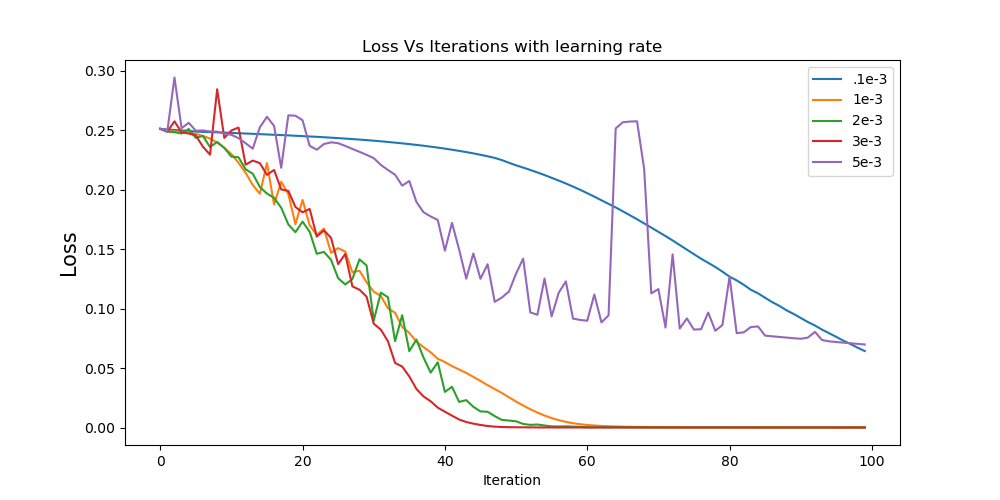 Loss Vs Iterations with learning rate
.1e-3
1e-3
2e-3
3e-3
5e-3
Loss
0.30
0.25
0.20
0.15
0.10
0.05
0.00
0 20 40 60 80 100
Iteration